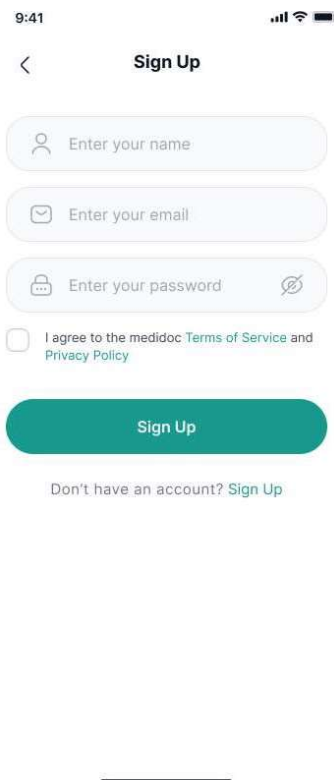 9:41
Sign Up
Enter your name
Enter your email
Enter your password
I agree to the medidoc Terms of Service and
Privacy Policy
Sign Up
Don't have an account? Sign Up